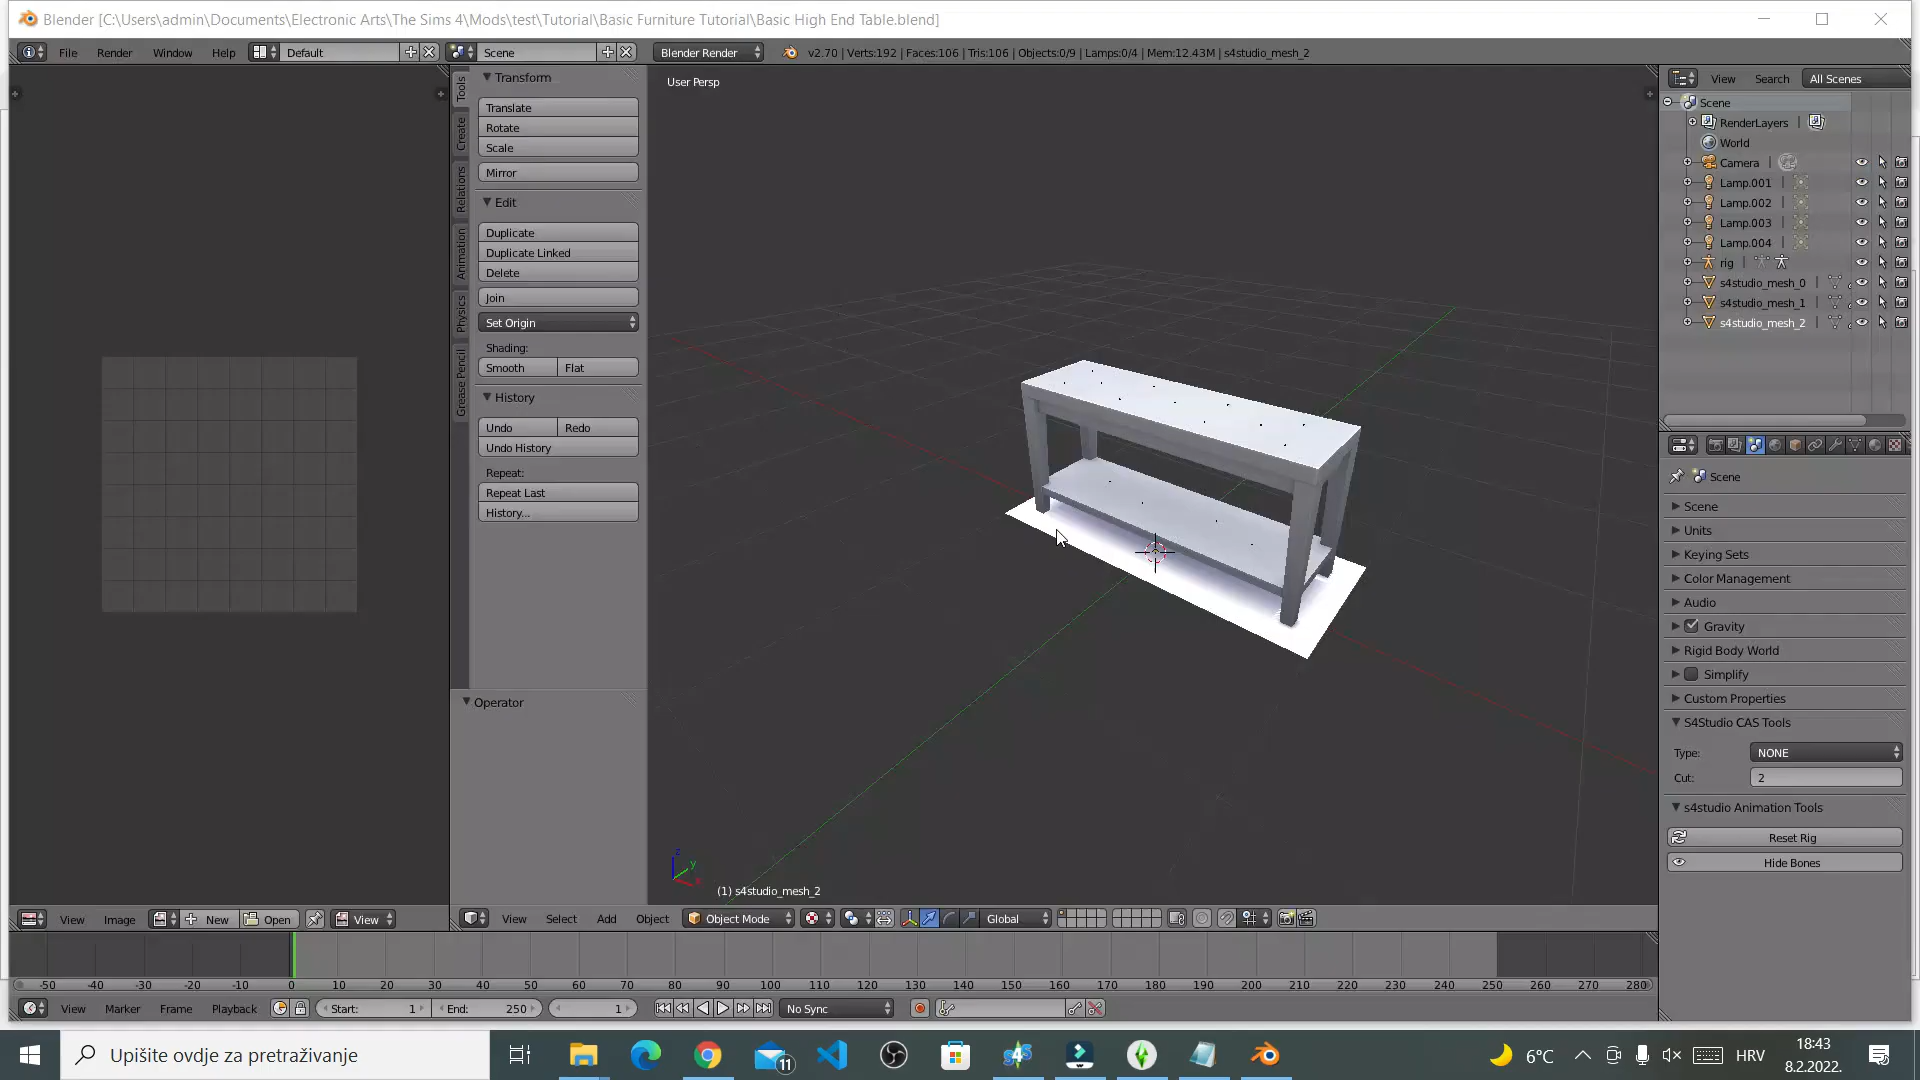 Blender [C:\Users\admin\Documents\Electronic Arts\The Sims 4\Mods\test\Tutorial\Basic Furniture Tutorial\Basic High End Table.blend]
File Render Window Help Default Scene Blender Render v2.70 | Verts:192 | Faces:106 | Tris:106 | Objects:0/9 | Lamps:0/4 | Mem:12.43M | s4studio_mesh_2
Tools
Create
Relations
Animation
Physics
Grease Pencil
Transform
Translate
Rotate
Scale
Mirror
Edit
Duplicate
Duplicate Linked
Delete
Join
Set Origin
Shading:
Smooth Flat
History
Undo Redo
Undo History
Repeat:
Repeat Last
History...
Operator
User Persp
z
y
x
(1) s4studio_mesh_2
View Search All Scenes
Scene
RenderLayers |
World
Camera |
Lamp.001 |
Lamp.002 |
Lamp.003 |
Lamp.004 |
rig |
s4studio_mesh_0 |
s4studio_mesh_1 |
s4studio_mesh_2 |
Scene
Scene
Units
Keying Sets
Color Management
Audio
Gravity
Rigid Body World
Simplify
Custom Properties
S4Studio CAS Tools
Type: NONE
Cut: 2
s4studio Animation Tools
Reset Rig
Hide Bones
View Image New Open View
View Select Add Object Object Mode Global
-50 -40 -30 -20 -10 0 10 20 30 40 50 60 70 80 90 100 110 120 130 140 150 160 170 180 190 200 210 220 230 240 250 260 270 280
View Marker Frame Playback Start: 1 End: 250 1 No Sync
Upišite ovdje za pretraživanje
11
6°C
HRV
18:43
8.2.2022.